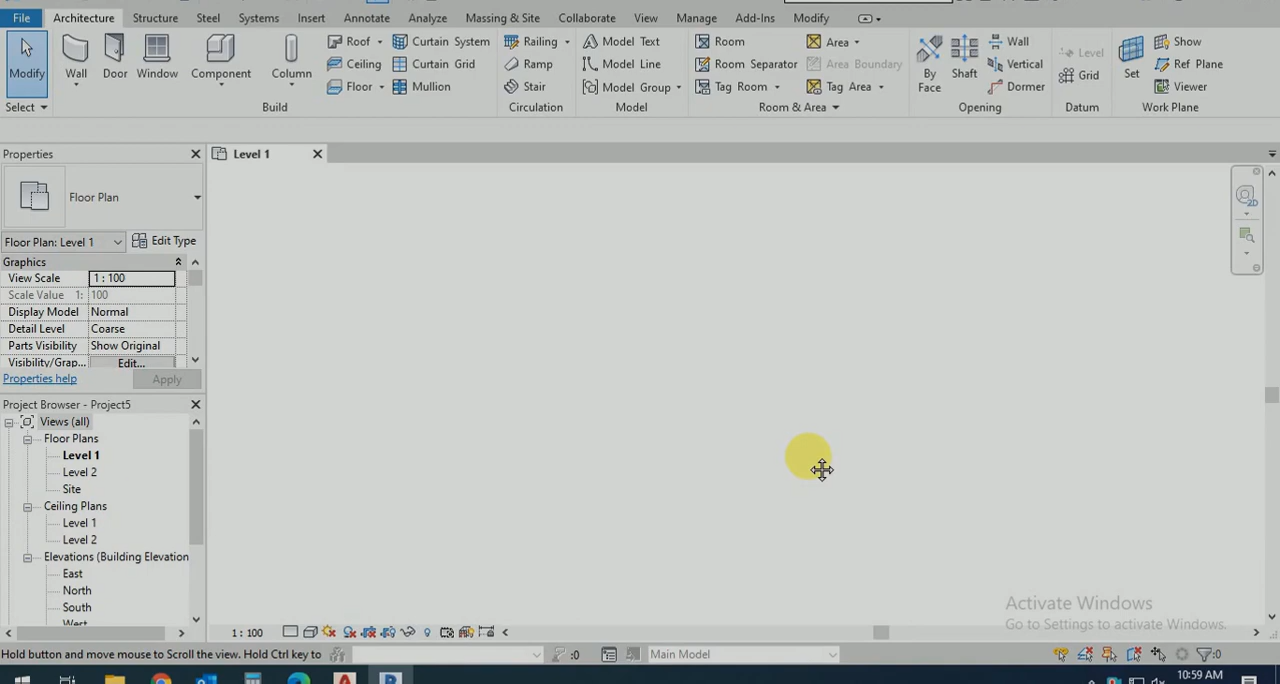 File Architecture Structure Steel Systems Insert Annotate Analyze Massing & Site Collaborate View Manage Add-Ins Modify
Modify
Wall
Door
Window
Component
Column
Roof
Ceiling
Floor
Curtain System
Curtain Grid
Mullion
Railing
Ramp
Stair
Model Text
Model Line
Model Group
Room
Room Separator
Tag Room
Area
Area Boundary
Tag Area
By
Face
Shaft
Wall
Vertical
Dormer
Level
Grid
Set
Show
Ref Plane
Viewer
Select Build Circulation Model Room & Area Opening Datum Work Plane
Properties
Level 1
Floor Plan
Floor Plan: Level 1 Edit Type
Graphics
View Scale 1 : 100
Scale Value 1: 100
Display Model Normal
Detail Level Coarse
Parts Visibility Show Original
Visibility/Grap... Edit...
Properties help Apply
Project Browser - Project5
Views (all)
Floor Plans
Level 1
Level 2
Site
Ceiling Plans
Level 1
Level 2
Elevations (Building Elevation
East
North
South
West
2D
Activate Windows
Go to Settings to activate Windows.
1 : 100
Hold button and move mouse to Scroll the view. Hold Ctrl key to :0 Main Model :0
10:59 AM